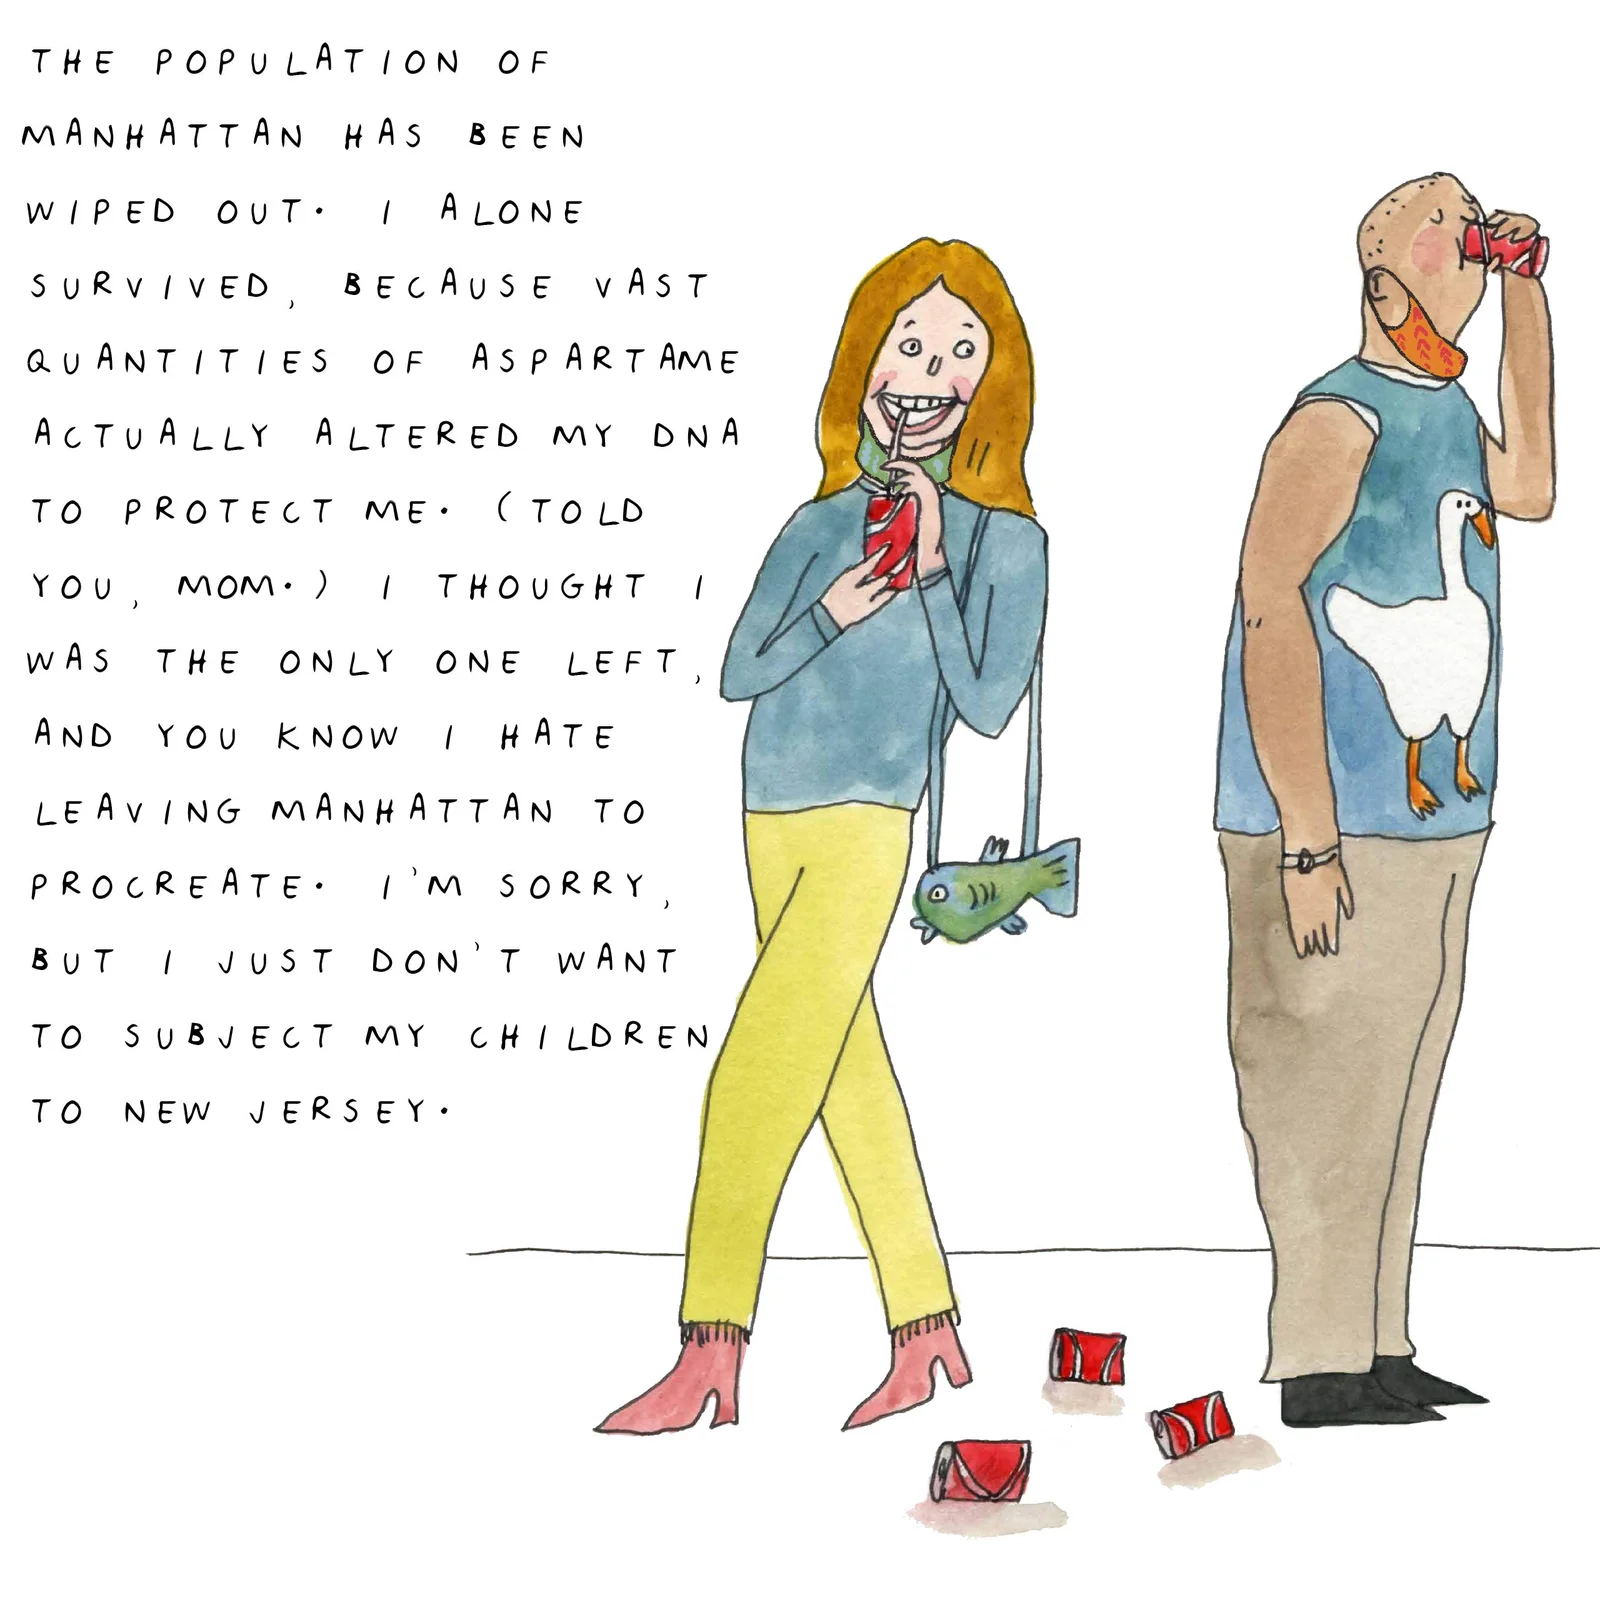 THE POPULATION OF
MANHATTAN HAS BEEN
WIPED OUT. I ALONE
SURVIVED, BECAUSE VAST
QUANTITIES OF ASPARTAME
ACTUALLY ALTERED MY DNA
TO PROTECT ME. (TOLD
YOU, MOM.) I THOUGHT I
WAS THE ONLY ONE LEFT,
AND YOU KNOW I HATE
LEAVING MANHATTAN TO
PROCREATE. I'M SORRY,
BUT I JUST DON'T WANT
TO SUBJECT MY CHILDREN
TO NEW JERSEY.